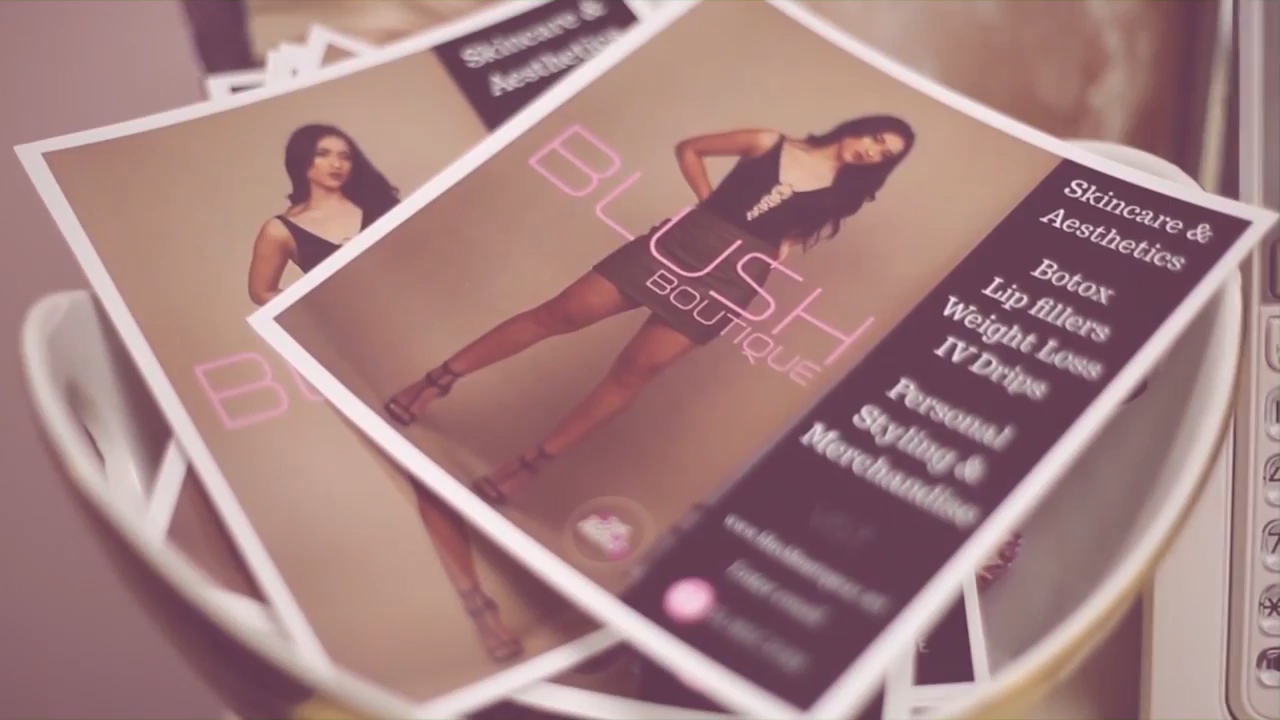 Skincare &
Aesthetics
BLUSH
BOUTIQUE
Skincare &
Aesthetics
Botox
Lip fillers
Weight Loss
IV Drips
Personal
Styling &
Merchandise